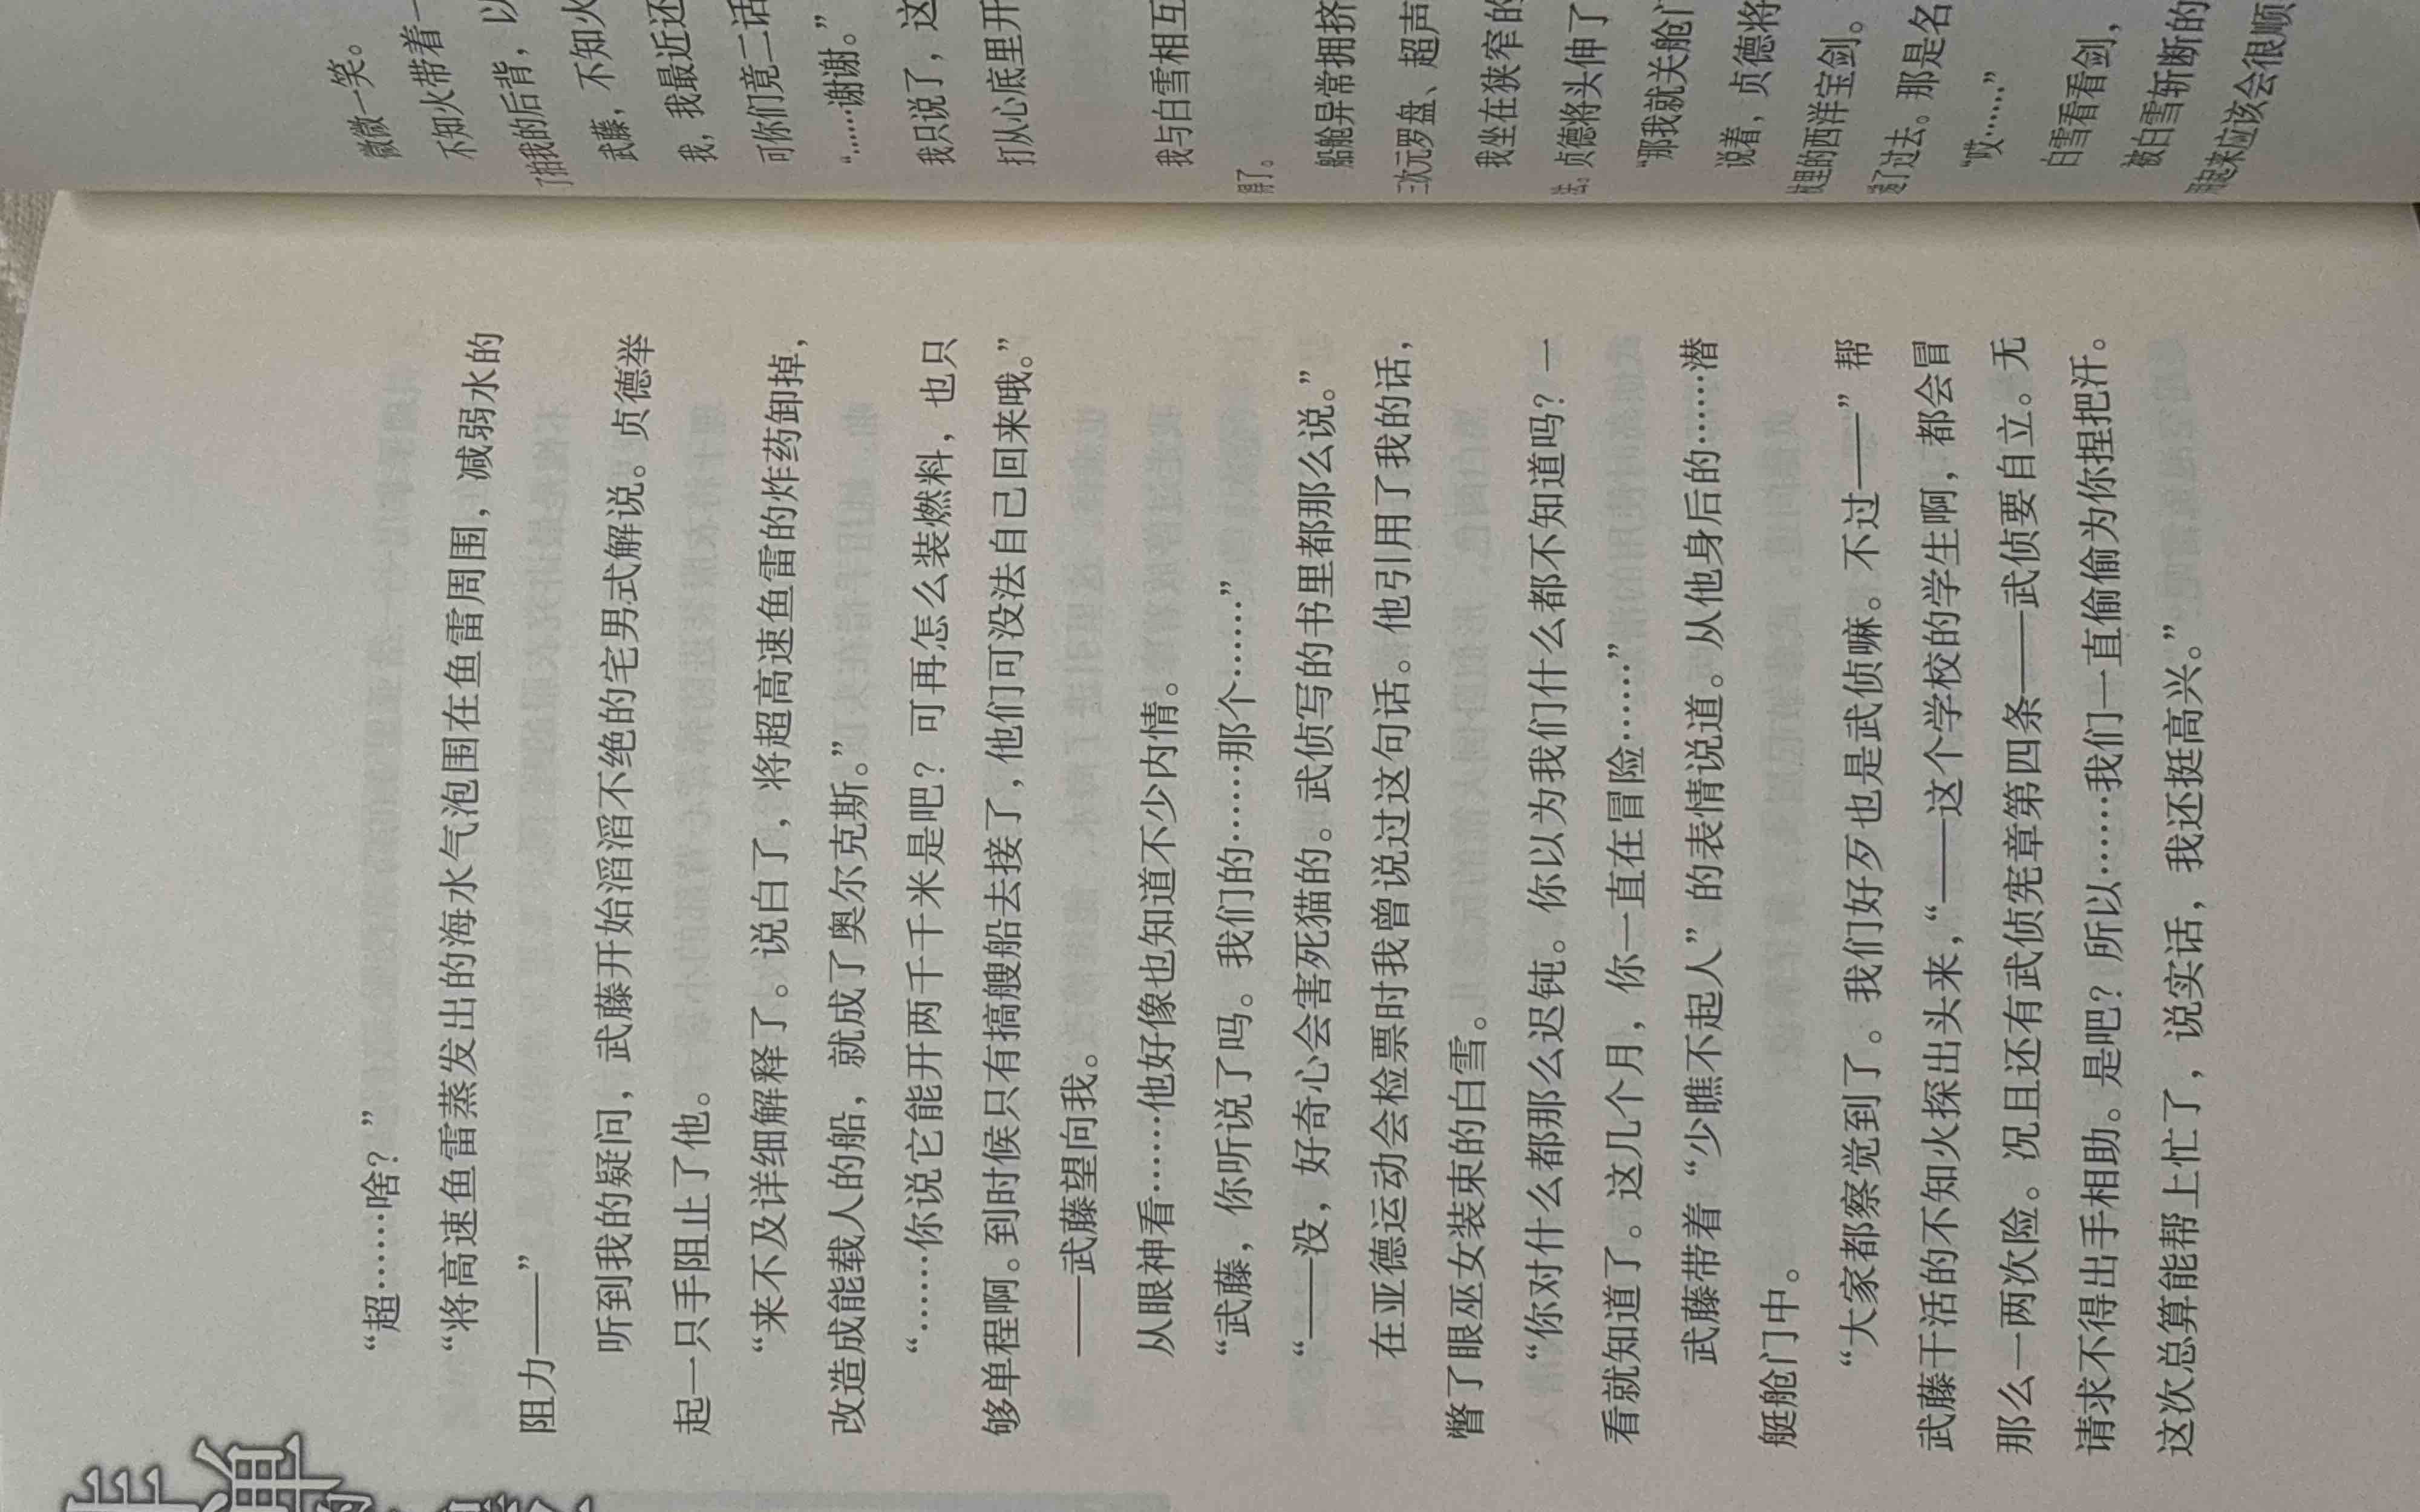 弹
的
“超……啥？”
“将高速鱼雷蒸发出的海水气泡围在鱼雷周围，减弱水的
阻力——”
听到我的疑问，武藤开始滔滔不绝的宅男式解说。贞德举
起一只手阻止了他。
“来不及详细解释了。说白了，将超高速鱼雷的炸药卸掉，
改造成能载人的船，就成了奥尔克斯。”
“……你说它能开两千千米是吧？可再怎么装燃料，也只
够单程啊。到时候只有搞艘船去接了，他们可没法自己回来哦。”
——武藤望向我。
从眼神看……他好像也知道不少内情。
“武藤，你听说了吗。我们的……那个……”
“——没，好奇心会害死猫的。武侦写的书里都那么说。”
在亚德运动会检票时我曾说过这句话。他引用了我的话，
瞥了眼巫女装束的白雪。
“你对什么都那么迟钝。你以为我们什么都不知道吗？一
看就知道了。这几个月，你一直在冒险……”
武藤带着“少瞧不起人”的表情说道。从他身后的……潜
艇舱门中。
“大家都察觉到了。我们好歹也是武侦嘛。不过——”帮
武藤干活的不知火探出头来，“——这个学校的学生啊，都会冒
那么一两次险。况且还有武侦宪章第四条——武侦要自立。无
请求不得出手相助。是吧？所以……我们一直偷偷为你捏把汗。
这次总算能帮上忙了，说实话，我还挺高兴。”
微微一笑。
不知火带着一
了拍我的后背，以
武藤，不知火
我，我最近还
可你们竟二话
“……谢谢。”
我只说了，这
打从心底里开
我与白雪相互
得了。
船舱异常拥挤
三次元罗盘、超声
我坐在狭窄的
法。贞德将头伸了
“那我就关舱门
说着，贞德将
杖里的西洋宝剑。
递了过去。那是名
“哎……”
白雪看看剑，
被白雪斩断的
用起来应该会很顺